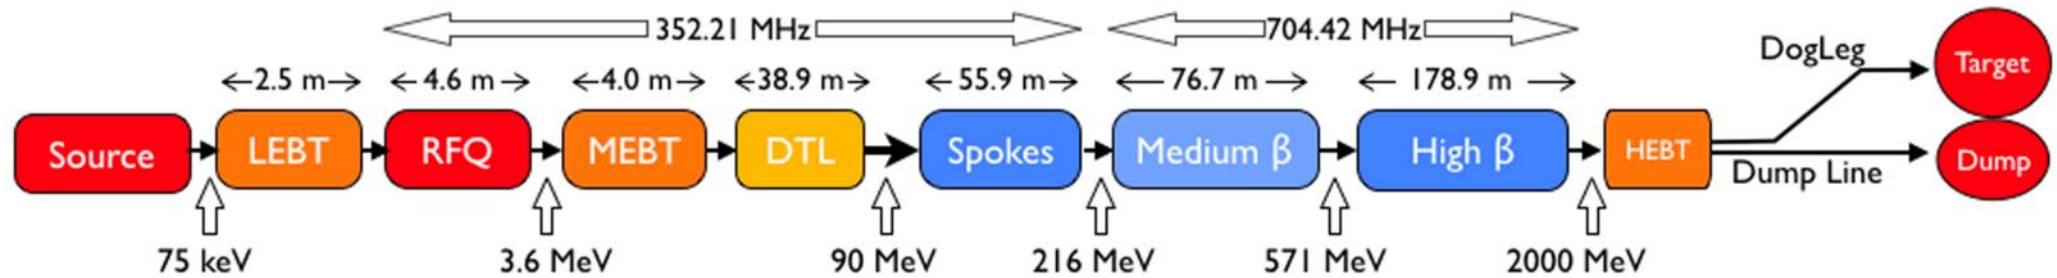 352.21 MHz 704.42 MHz
2.5 m 4.6 m 4.0 m 38.9 m 55.9 m 76.7 m 178.9 m
DogLeg
Target
Source LEBT RFQ MEBT DTL Spokes Medium β High β HEBT
Dump Line
Dump
75 keV 3.6 MeV 90 MeV 216 MeV 571 MeV 2000 MeV